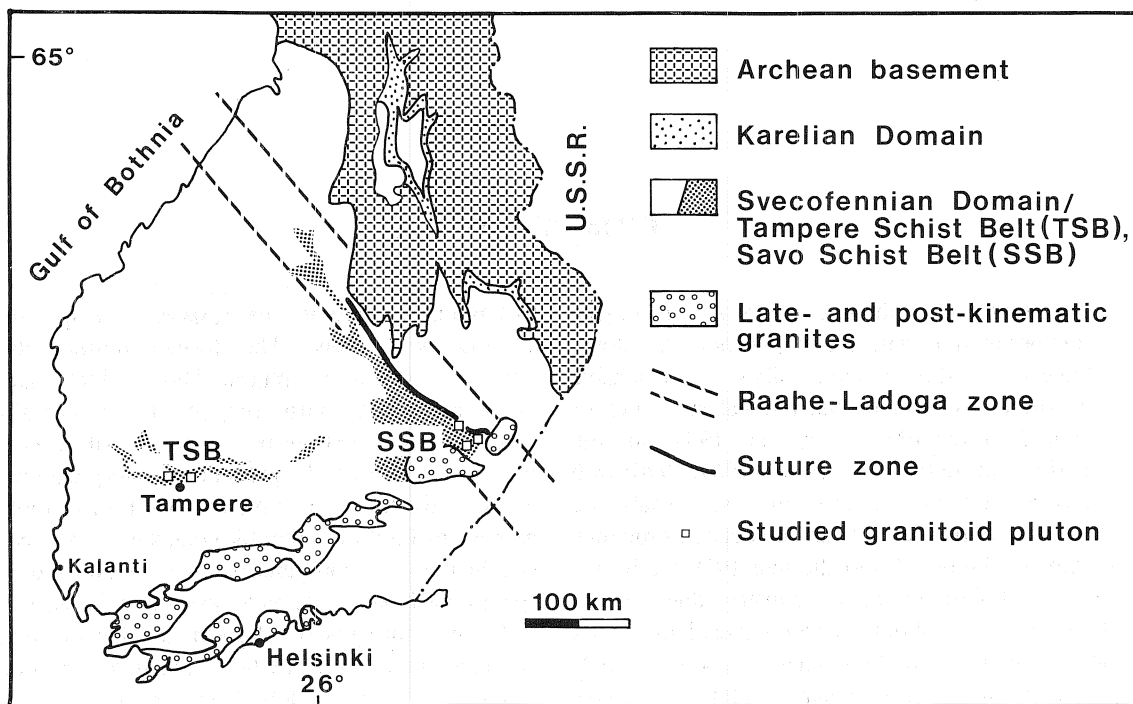 65°
Gulf of Bothnia
U.S.S.R.
TSB
SSB
Tampere
Kalanti
Helsinki
26°
100 km
Archean basement
Karelian Domain
Svecofennian Domain/
Tampere Schist Belt(TSB),
Savo Schist Belt(SSB)
Late- and post-kinematic
granites
Raahe-Ladoga zone
Suture zone
Studied granitoid pluton